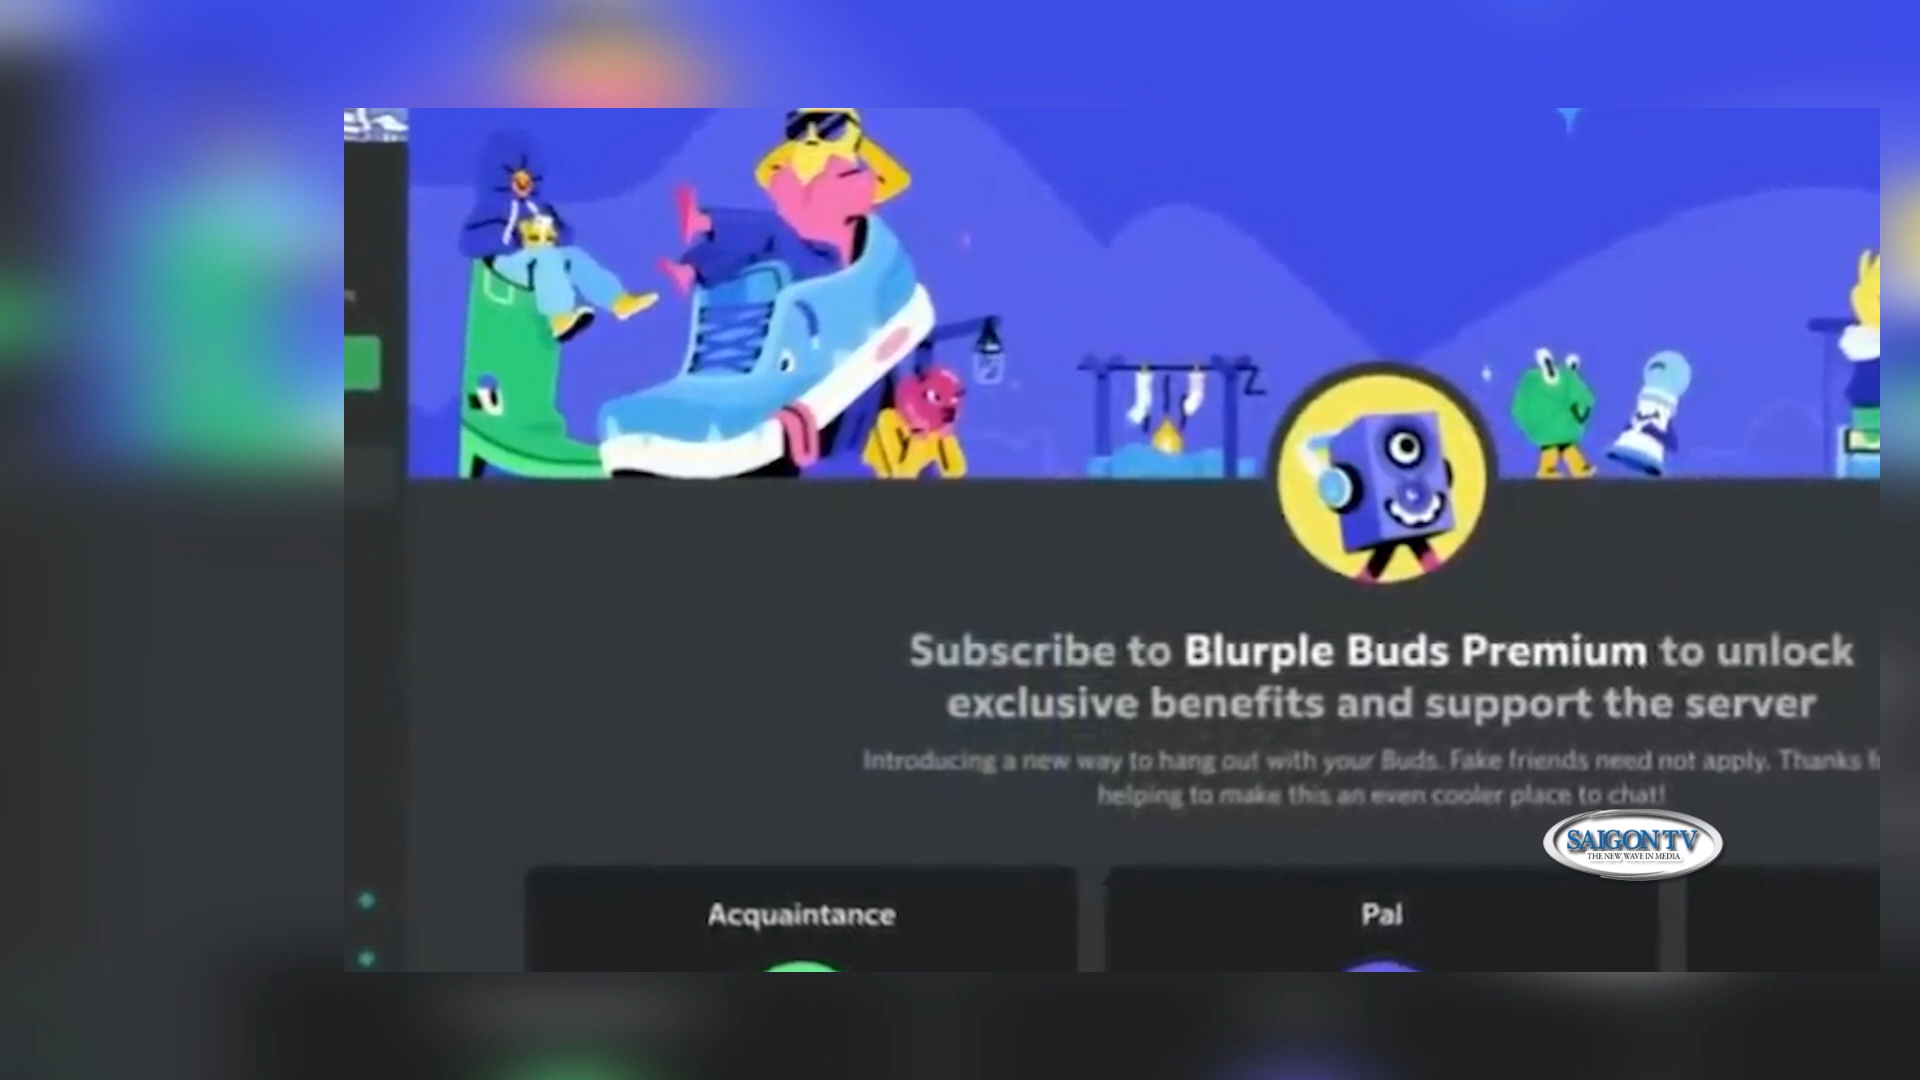 Subscribe to Blurple Buds Premium to unlock
exclusive benefits and support the server
Introducing a new way to hang out with your Buds. Fake friends need not apply. Thanks
helping to make this an even cooler place to chat!
SAIGON TV
THE NEW WAVE IN MEDIA
Acquaintance
Pal